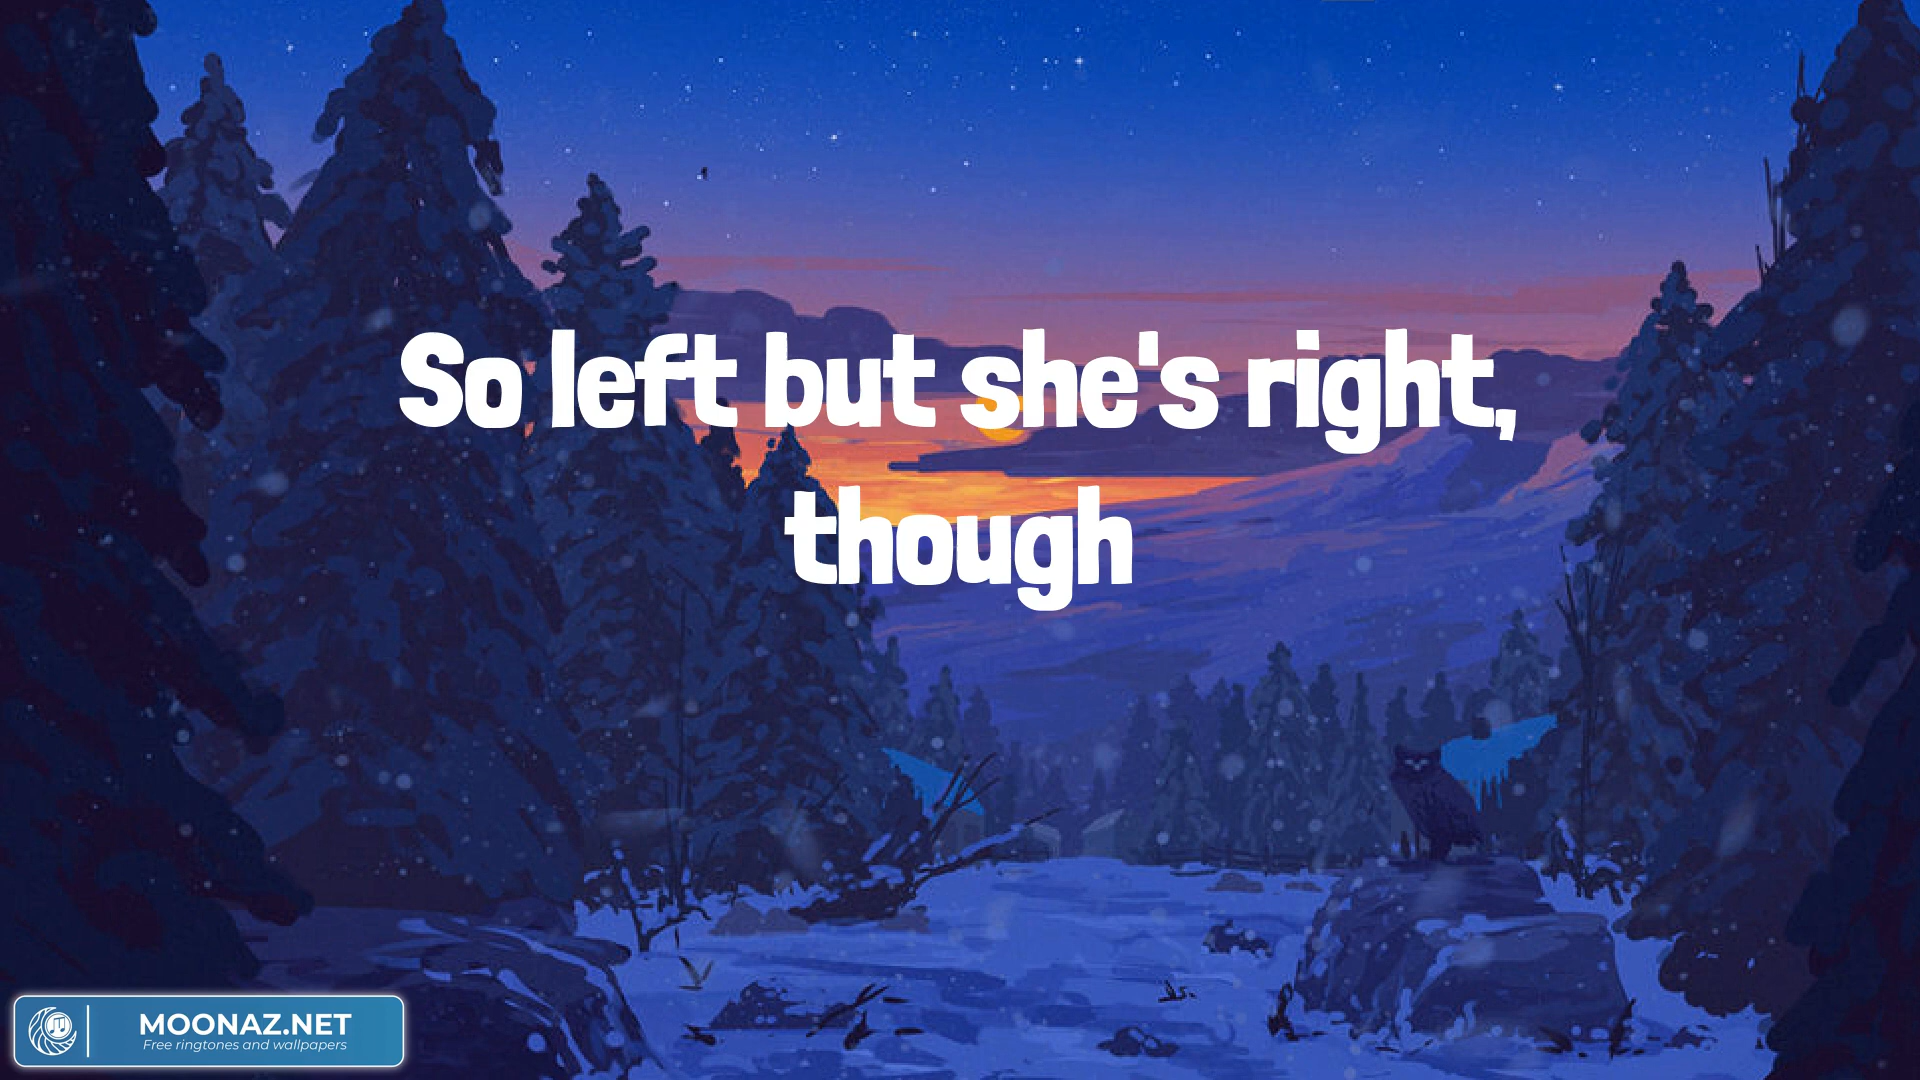 So left but she's right,
though
MOONAZ.NET
Free ringtones and wallpapers